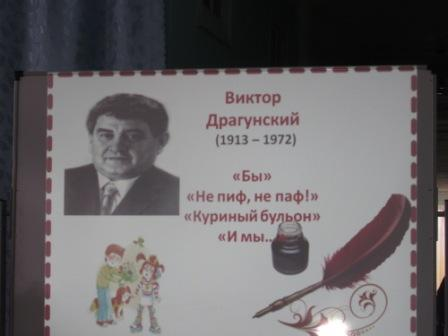 Виктор
Драгунский
(1913 – 1972)
«Бы»
«Не пиф, не паф!»
«Куриный бульон»
«И мы...